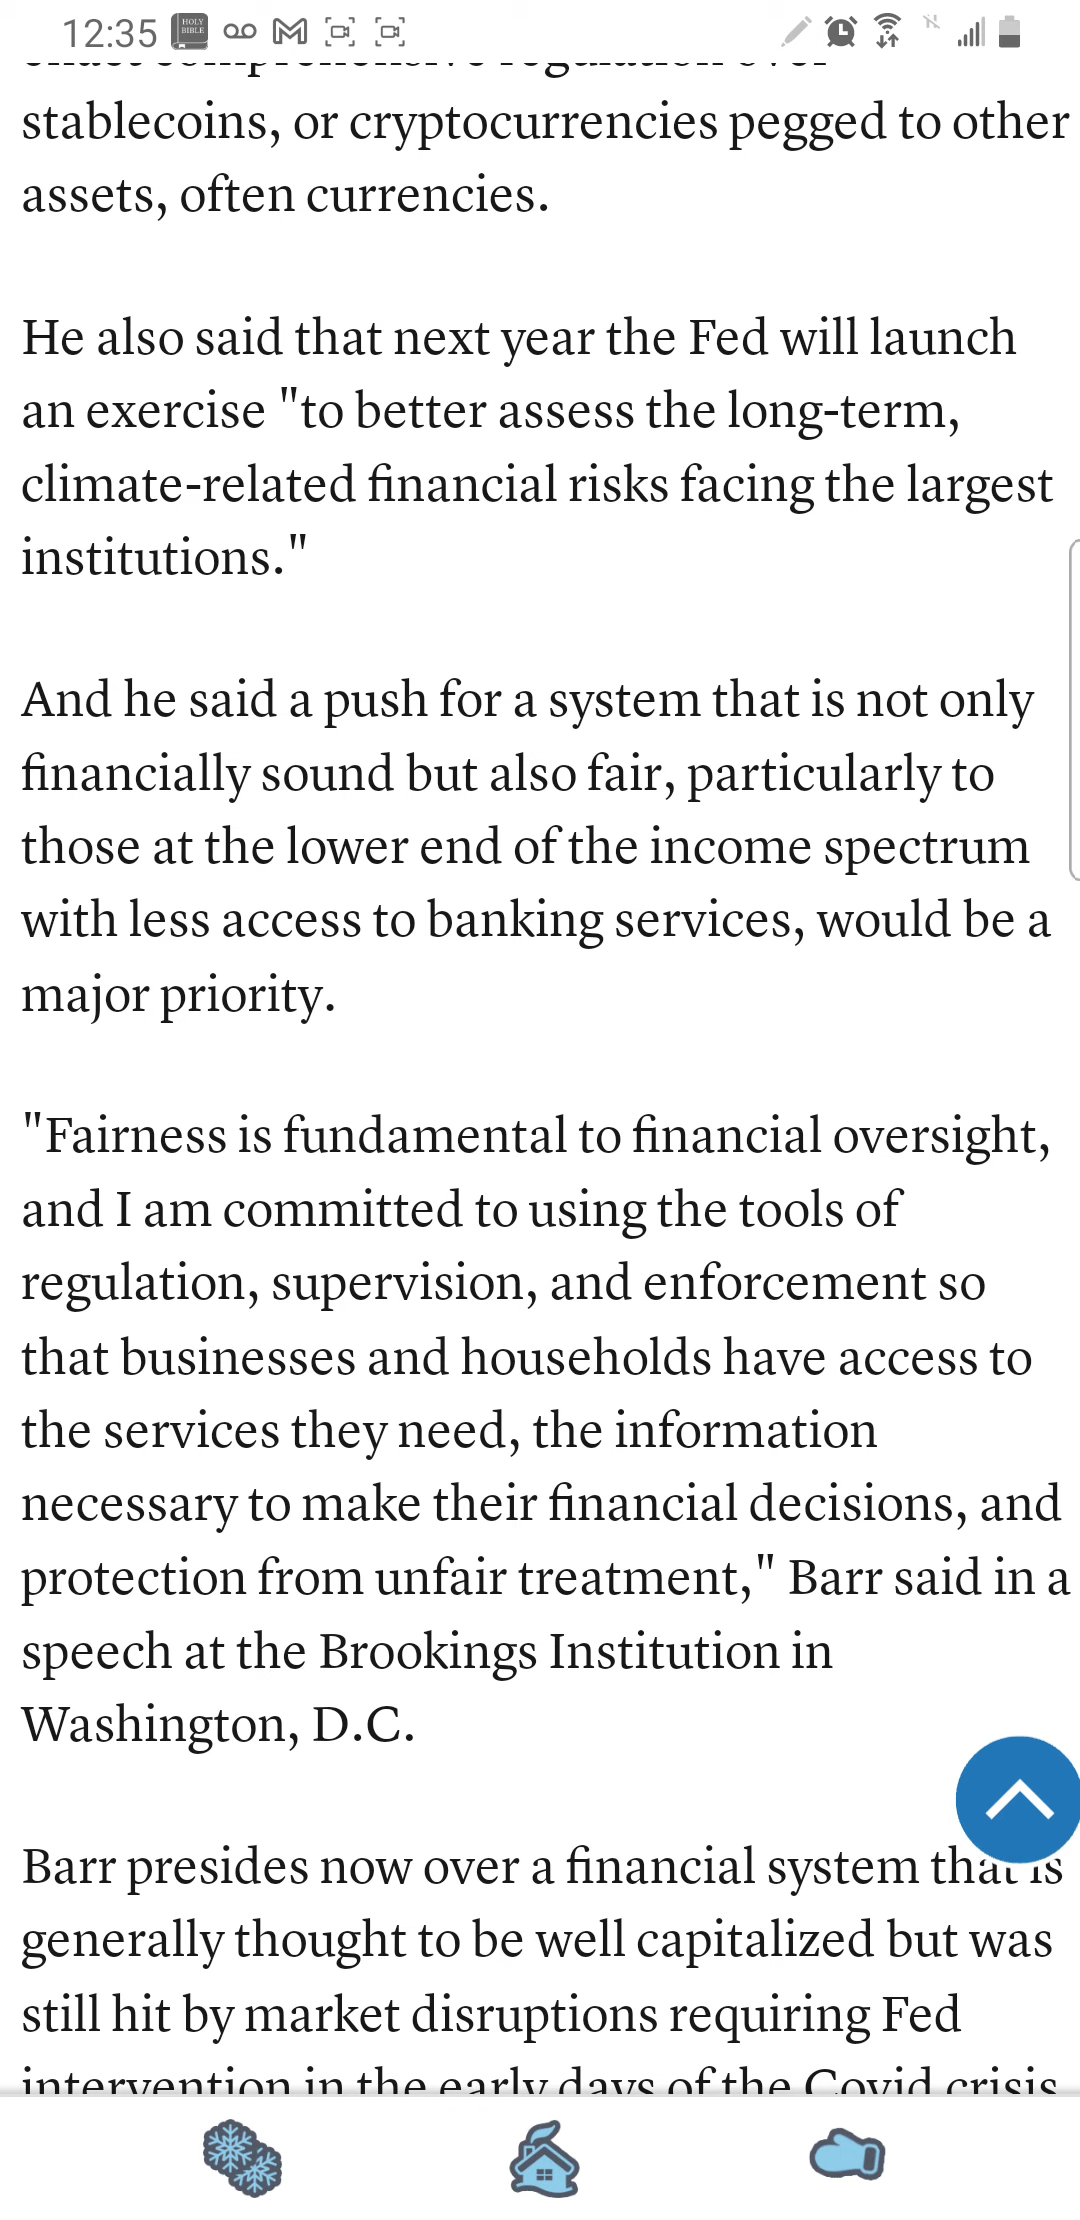 12:35
HOLY
BIBLE
stablecoins, or cryptocurrencies pegged to other
assets, often currencies.
He also said that next year the Fed will launch
an exercise "to better assess the long-term,
climate-related financial risks facing the largest
institutions."
And he said a push for a system that is not only
financially sound but also fair, particularly to
those at the lower end of the income spectrum
with less access to banking services, would be a
major priority.
"Fairness is fundamental to financial oversight,
and I am committed to using the tools of
regulation, supervision, and enforcement so
that businesses and households have access to
the services they need, the information
necessary to make their financial decisions, and
protection from unfair treatment," Barr said in a
speech at the Brookings Institution in
Washington, D.C.
Barr presides now over a financial system that is
generally thought to be well capitalized but was
still hit by market disruptions requiring Fed
intervention in the early days of the Covid crisis